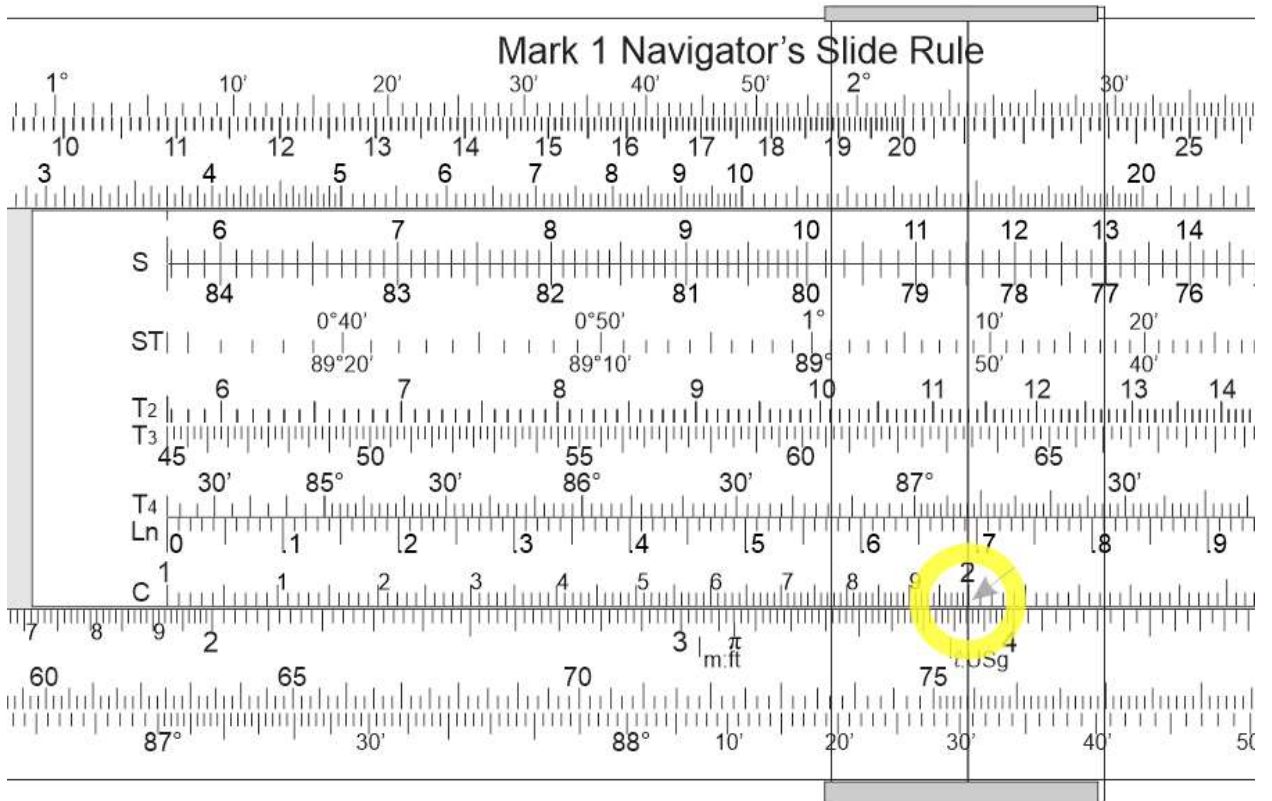 Mark 1 Navigator's Slide Rule
1° 10' 20' 30' 40' 50' 2° 30'
10 11 12 13 14 15 16 17 18 19 20 25
3 4 5 6 7 8 9 10 20
6 7 8 9 10 11 12 13 14
S
84 83 82 81 80 79 78 77 76
0°40' 0°50' 1° 10' 20'
ST
89°20' 89°10' 89° 50' 40'
6 7 8 9 10 11 12 13 14
T2
T3
45 50 55 60 65
30' 85° 30' 86° 30' 87° 30'
T4
Ln
0 .1 .2 .3 .4 .5 .6 .7 .8 .9
1 1 2 3 4 5 6 7 8 9 2
C
7 8 9 2 3 π 4
m:ft USg
60 65 70 75
87° 30' 88° 10' 20' 30' 40' 50